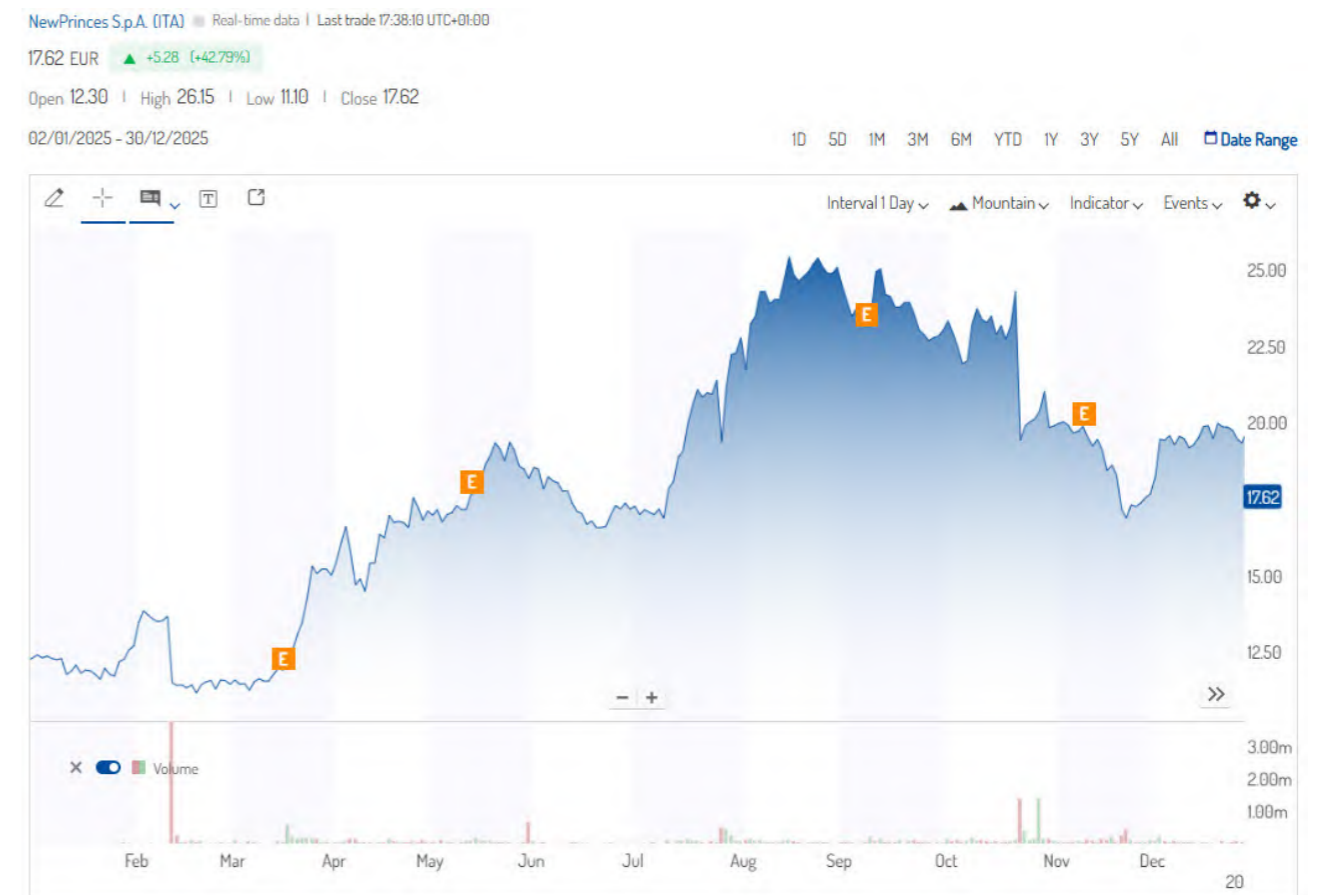 NewPrinces S.p.A. (ITA) Real-time data | Last trade 17:38:10 UTC+01:00
17.62 EUR ▲ +5.28 (+42.79%)
Open 12.30 | High 26.15 | Low 11.10 | Close 17.62
02/01/2025 - 30/12/2025
1D 5D 1M 3M 6M YTD 1Y 3Y 5Y All Date Range
T Interval 1 Day Mountain Indicator Events
25.00
22.50
20.00
17.62
15.00
12.50
E
E
E
E
− +
3.00m
2.00m
1.00m
Volume
Feb Mar Apr May Jun Jul Aug Sep Oct Nov Dec
20